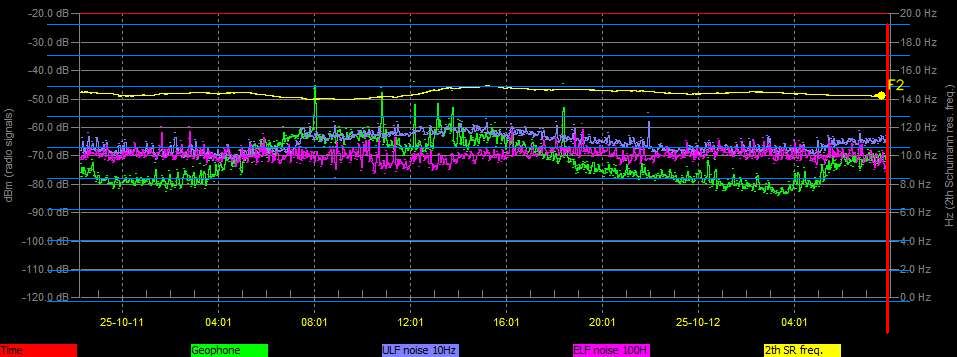 -20.0 dB 20.0 Hz
-30.0 dB 18.0 Hz
-40.0 dB 16.0 Hz
F2
-50.0 dB 14.0 Hz
-60.0 dB 12.0 Hz
-70.0 dB 10.0 Hz
-80.0 dB 8.0 Hz
-90.0 dB 6.0 Hz
-100.0 dB 4.0 Hz
-110.0 dB 2.0 Hz
-120.0 dB 0.0 Hz
dBm (radio signals)
Hz (2th Schumann res. freq.)
25-10-11 04:01 08:01 12:01 16:01 20:01 25-10-12 04:01
Time Geophone ULF noise 10Hz ELF noise 100H 2th SR freq.